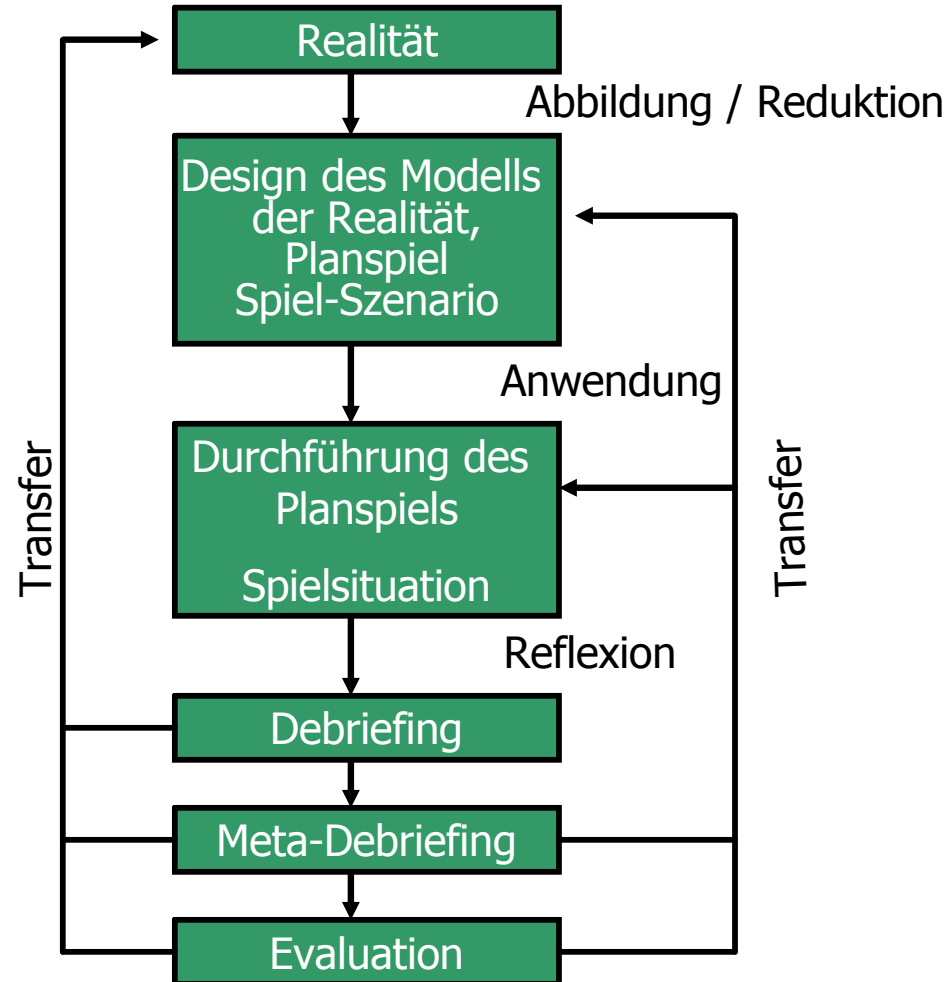 Realität
Abbildung / Reduktion
Design des Modells
der Realität,
Planspiel
Spiel-Szenario
Anwendung
Durchführung des
Planspiels
Spielsituation
Transfer
Transfer
Reflexion
Debriefing
Meta-Debriefing
Evaluation